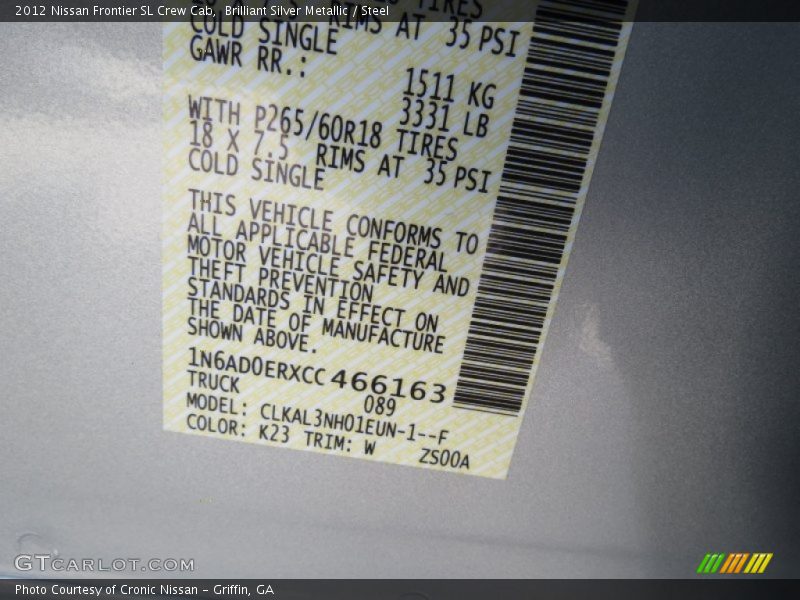 2012 Nissan Frontier SL Crew Cab, , Brilliant Silver Metallic / Steel
TIRES
RIMS AT 35 PSI
COLD SINGLE
GAWR RR.:
1511 KG
3331 LB
WITH P265/60R18 TIRES
18 X 7.5 RIMS AT 35 PSI
COLD SINGLE
THIS VEHICLE CONFORMS TO
ALL APPLICABLE FEDERAL
MOTOR VEHICLE SAFETY AND
THEFT PREVENTION
STANDARDS IN EFFECT ON
THE DATE OF MANUFACTURE
SHOWN ABOVE.
1N6AD0ERXCC466163
TRUCK 089
MODEL: CLKAL3NH01EUN-1--F
COLOR: K23 TRIM: W ZS00A
GTCARLOT.COM
Photo Courtesy of Cronic Nissan - Griffin, GA